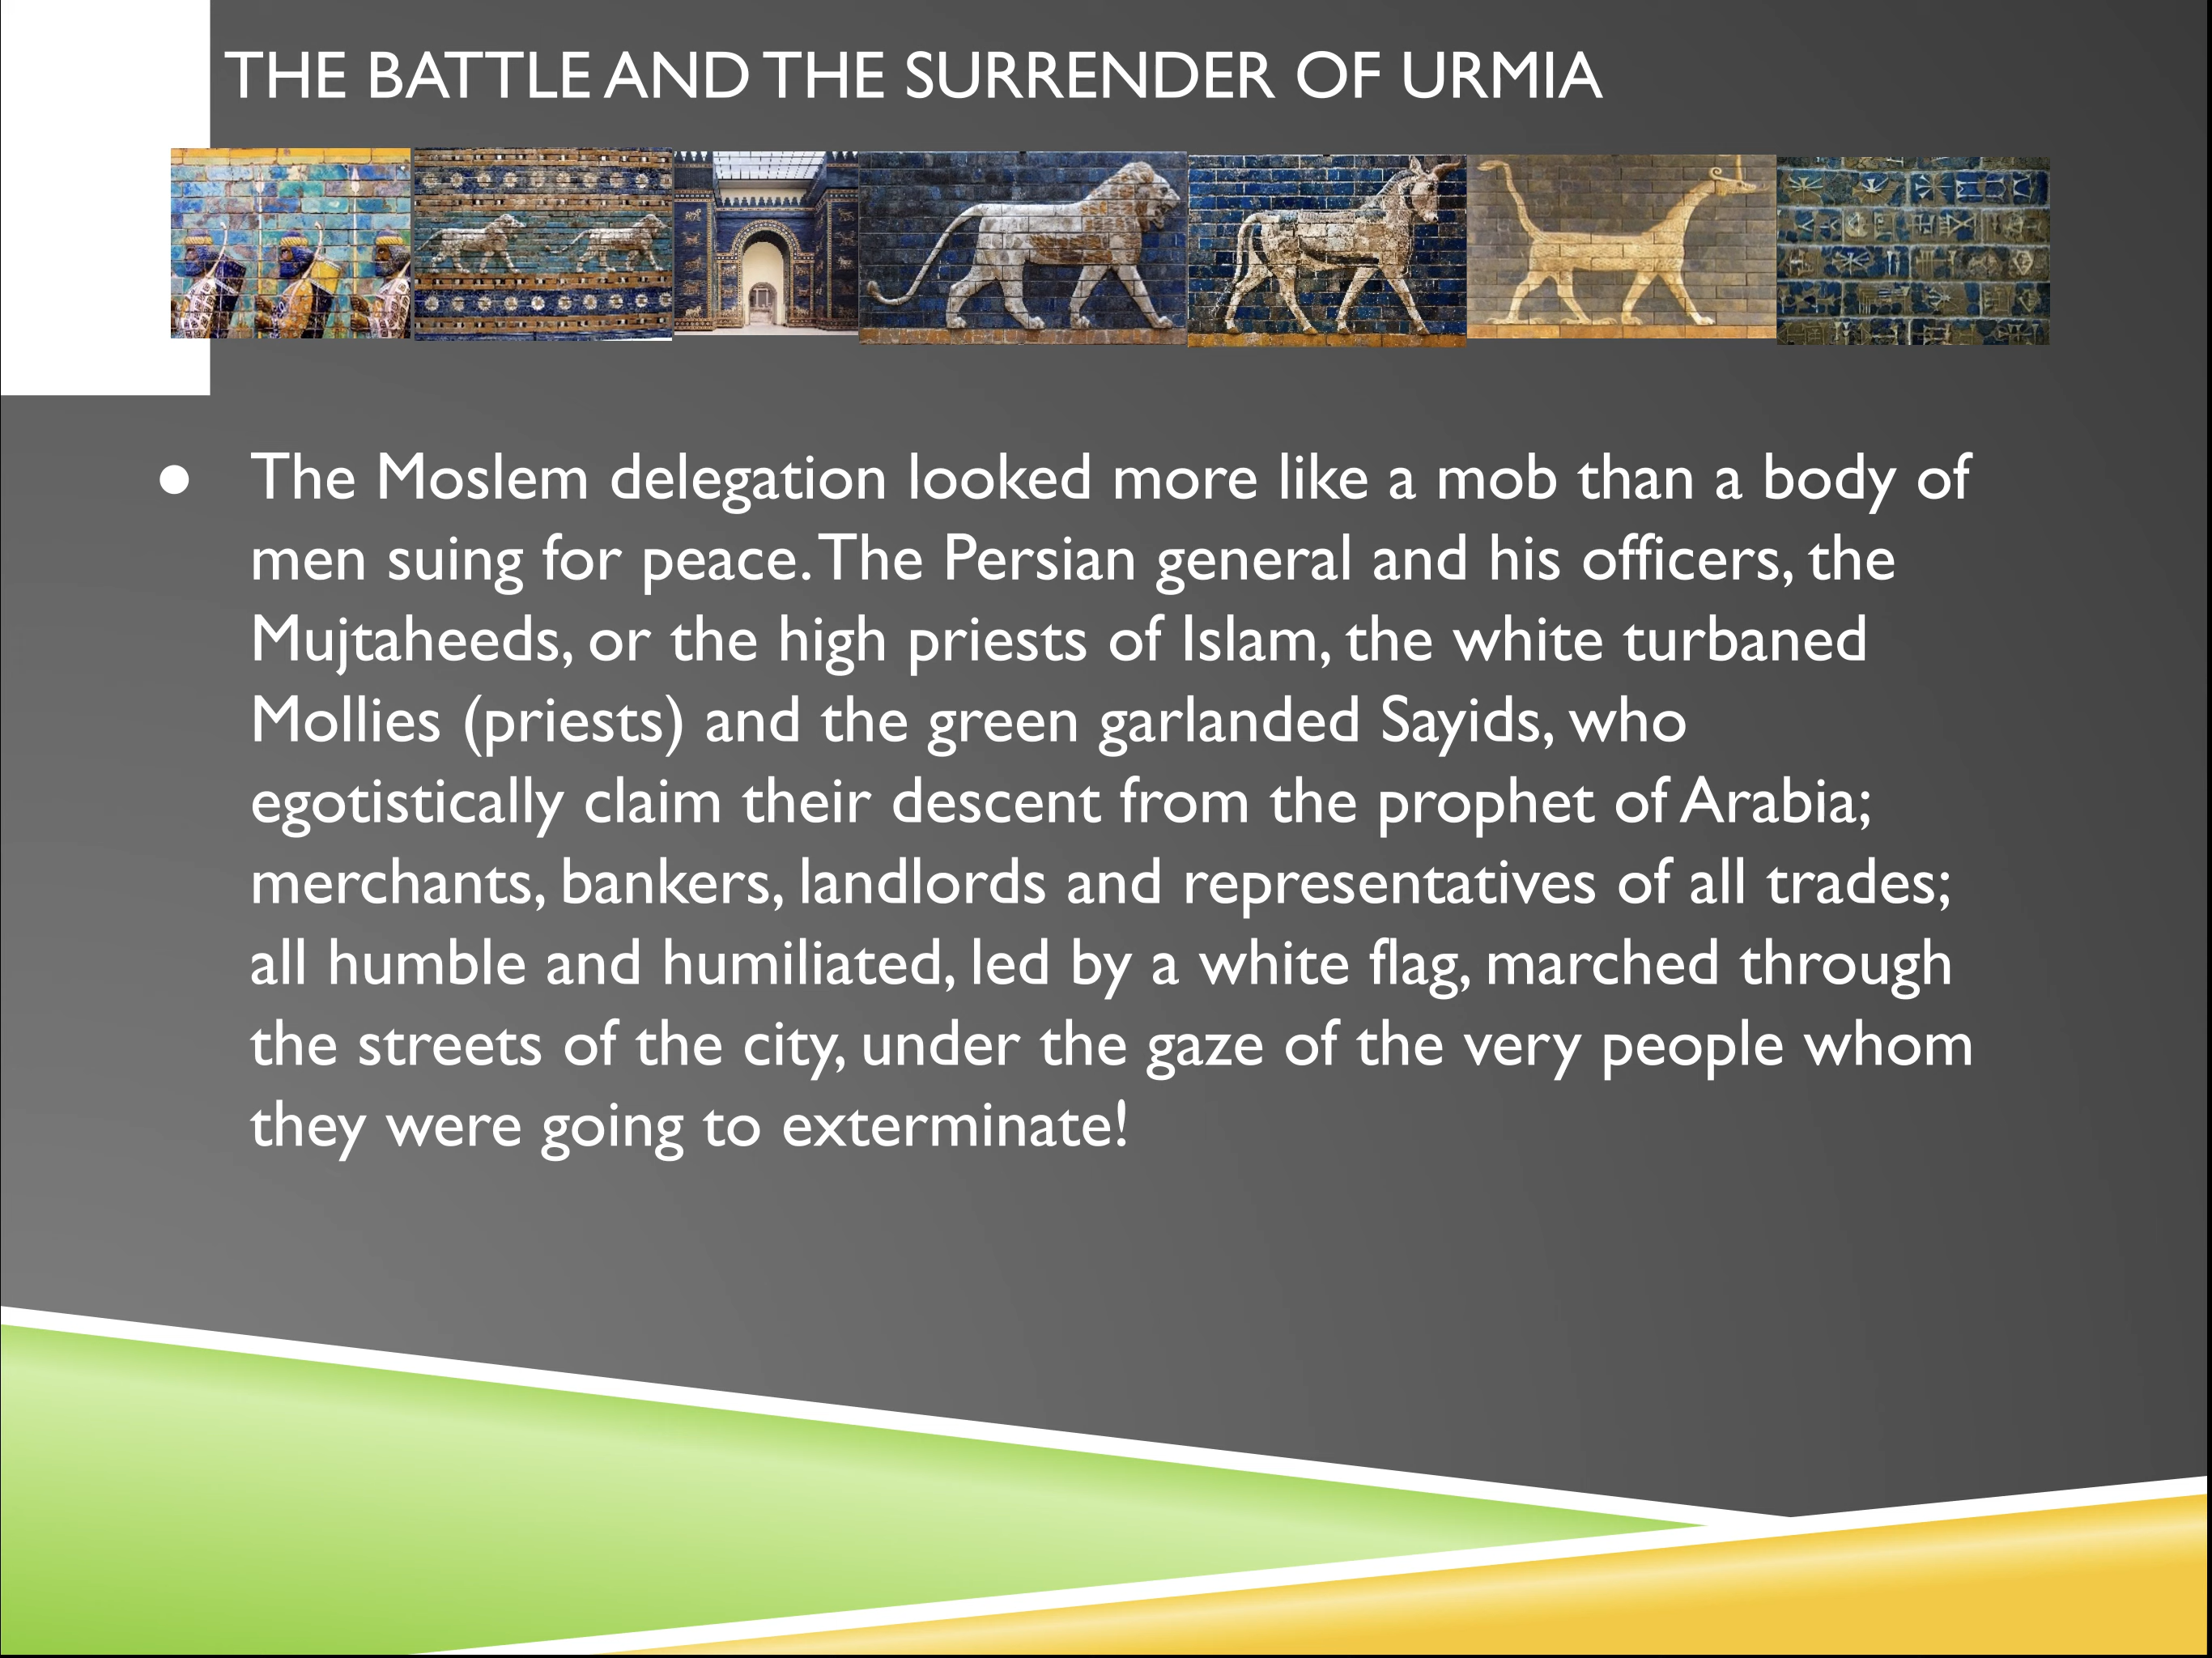 THE BATTLE AND THE SURRENDER OF URMIA
● The Moslem delegation looked more like a mob than a body of
men suing for peace. The Persian general and his officers, the
Mujtaheeds, or the high priests of Islam, the white turbaned
Mollies (priests) and the green garlanded Sayids, who
egotistically claim their descent from the prophet of Arabia;
merchants, bankers, landlords and representatives of all trades;
all humble and humiliated, led by a white flag, marched through
the streets of the city, under the gaze of the very people whom
they were going to exterminate!